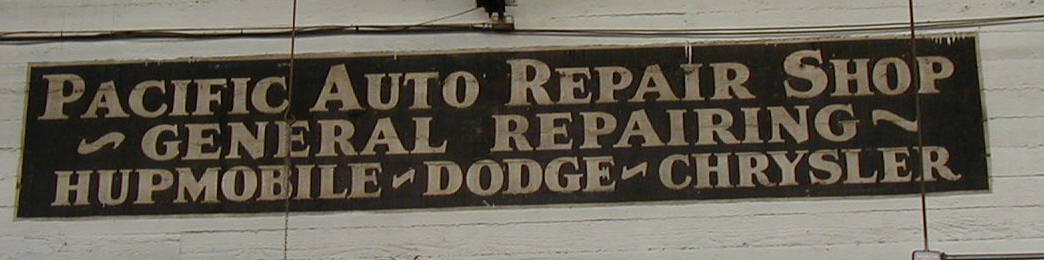 PACIFIC AUTO REPAIR SHOP
~ GENERAL REPAIRING ~
HUPMOBILE ~ DODGE ~ CHRYSLER